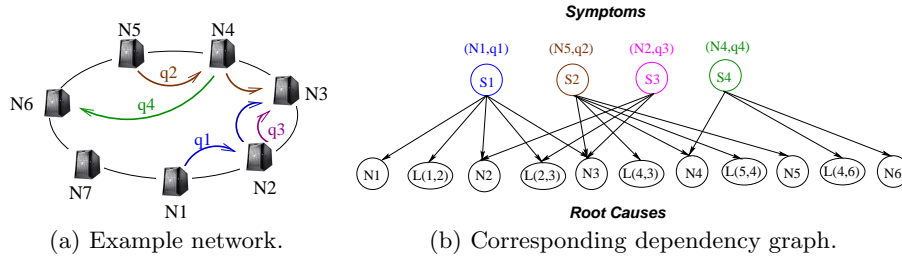 N5
N4
q2
N3
N6
q4
q1
q3
N7
N2
N1
(a) Example network.
Symptoms
(N1,q1) (N5,q2) (N2,q3) (N4,q4)
S1 S2 S3 S4
N1 L(1,2) N2 L(2,3) N3 L(4,3) N4 L(5,4) N5 L(4,6) N6
Root Causes
(b) Corresponding dependency graph.